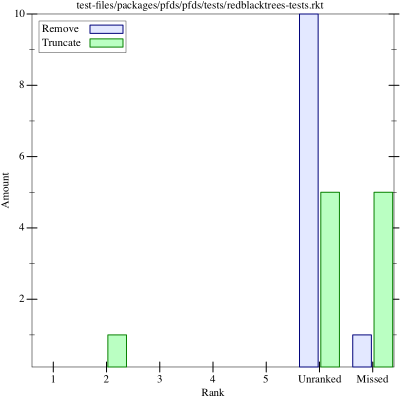 test-files/packages/pfds/pfds/tests/redblacktrees-tests.rkt
Remove
Truncate
10
8
6
4
2
Amount
1 2 3 4 5 Unranked Missed
Rank